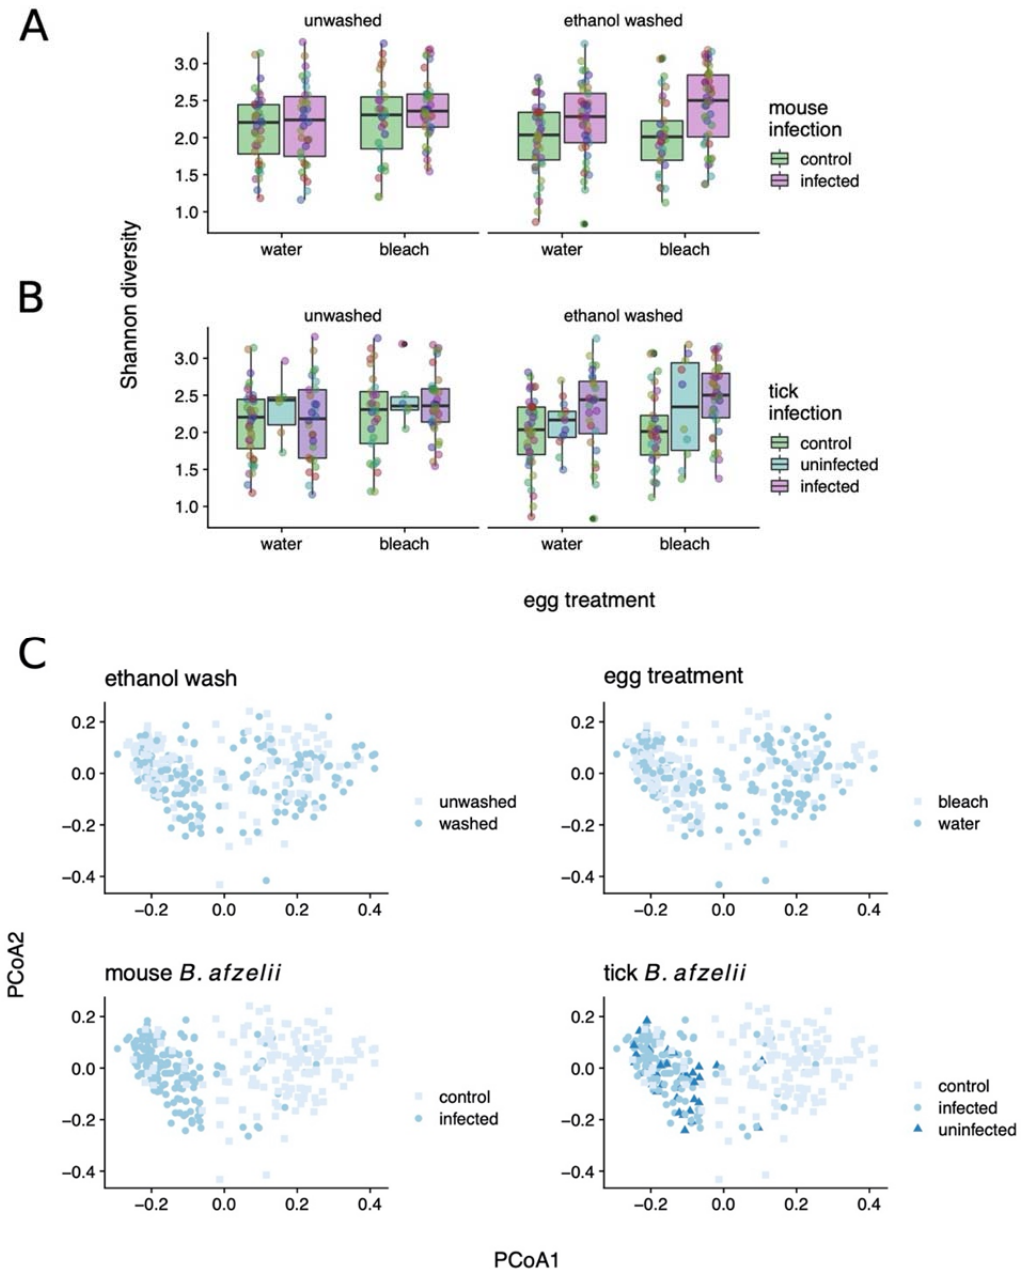 A
unwashed
ethanol washed
3.0
2.5
2.0
1.5
1.0
water
bleach
water
bleach
mouse
infection
control
infected
Shannon diversity
B
unwashed
ethanol washed
3.0
2.5
2.0
1.5
1.0
water
bleach
water
bleach
tick
infection
control
uninfected
infected
egg treatment
C
ethanol wash
0.2
0.0
−0.2
−0.4
−0.2 0.0 0.2 0.4
unwashed
washed
egg treatment
0.2
0.0
−0.2
−0.4
−0.2 0.0 0.2 0.4
bleach
water
PCoA2
mouse B. afzelii
0.2
0.0
−0.2
−0.4
−0.2 0.0 0.2 0.4
control
infected
tick B. afzelii
0.2
0.0
−0.2
−0.4
−0.2 0.0 0.2 0.4
control
infected
uninfected
PCoA1